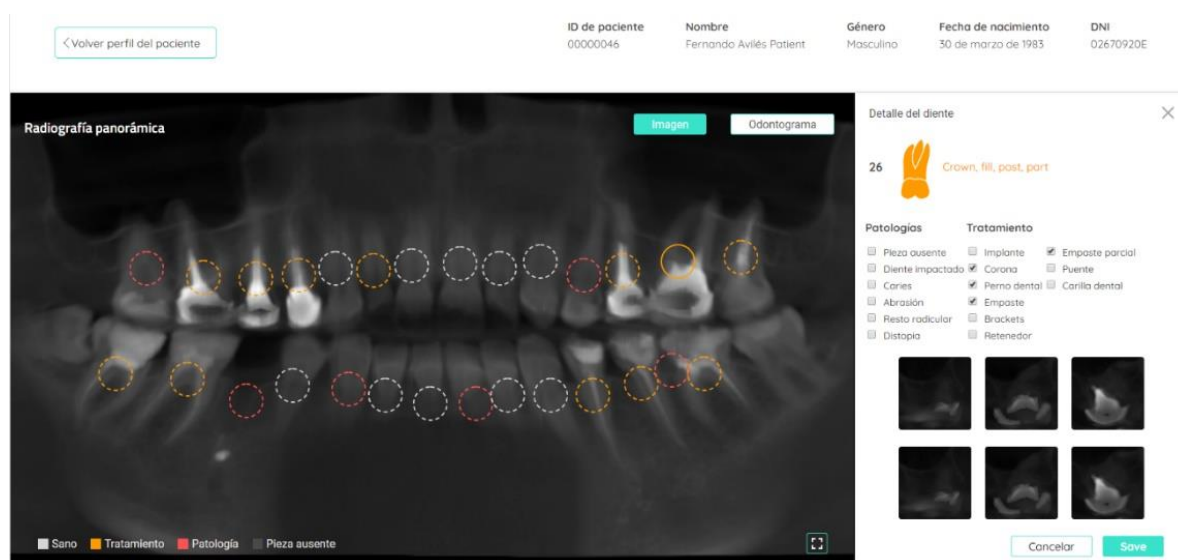 Volver perfil del paciente
ID de paciente Nombre Género Fecha de nacimiento DNI
00000046 Fernando Avilés Patient Masculino 30 de marzo de 1983 02670920E
Radiografía panorámica
Imagen Odontograma
Sano Tratamiento Patología Pieza ausente
Detalle del diente
26 Crown, fill, post, part
Patologías Tratamiento
Pieza ausente Implante Empaste parcial
Diente impactado Corona Puente
Caries Perno dental Carilla dental
Abrasión Empaste
Resto radicular Brackets
Distopia Retenedor
Cancelar Save